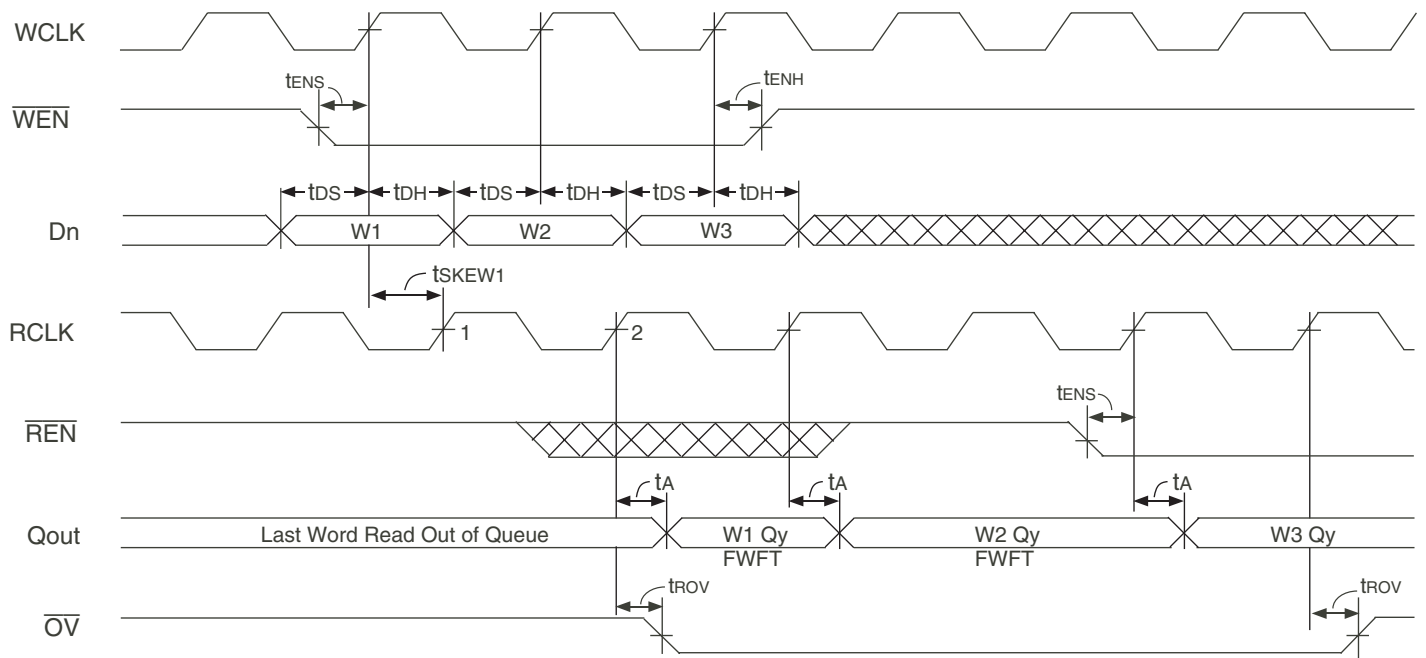 WCLK
tENS
tENH
WEN
tDS tDH tDS tDH tDS tDH
Dn W1 W2 W3
tSKEW1
RCLK 1 2
tENS
REN
tA tA tA
Qout Last Word Read Out of Queue W1 Qy W2 Qy W3 Qy
FWFT FWFT
tROV tROV
OV